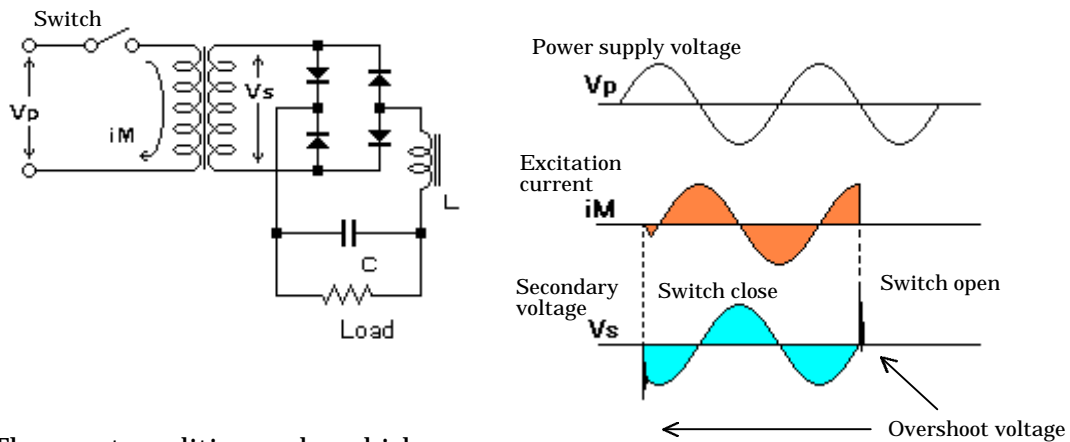 Switch
Vp
iM
Vs
L
C
Load
Power supply voltage
Vp
Excitation
current
iM
Secondary
voltage
Switch close
Switch open
Vs
Overshoot voltage